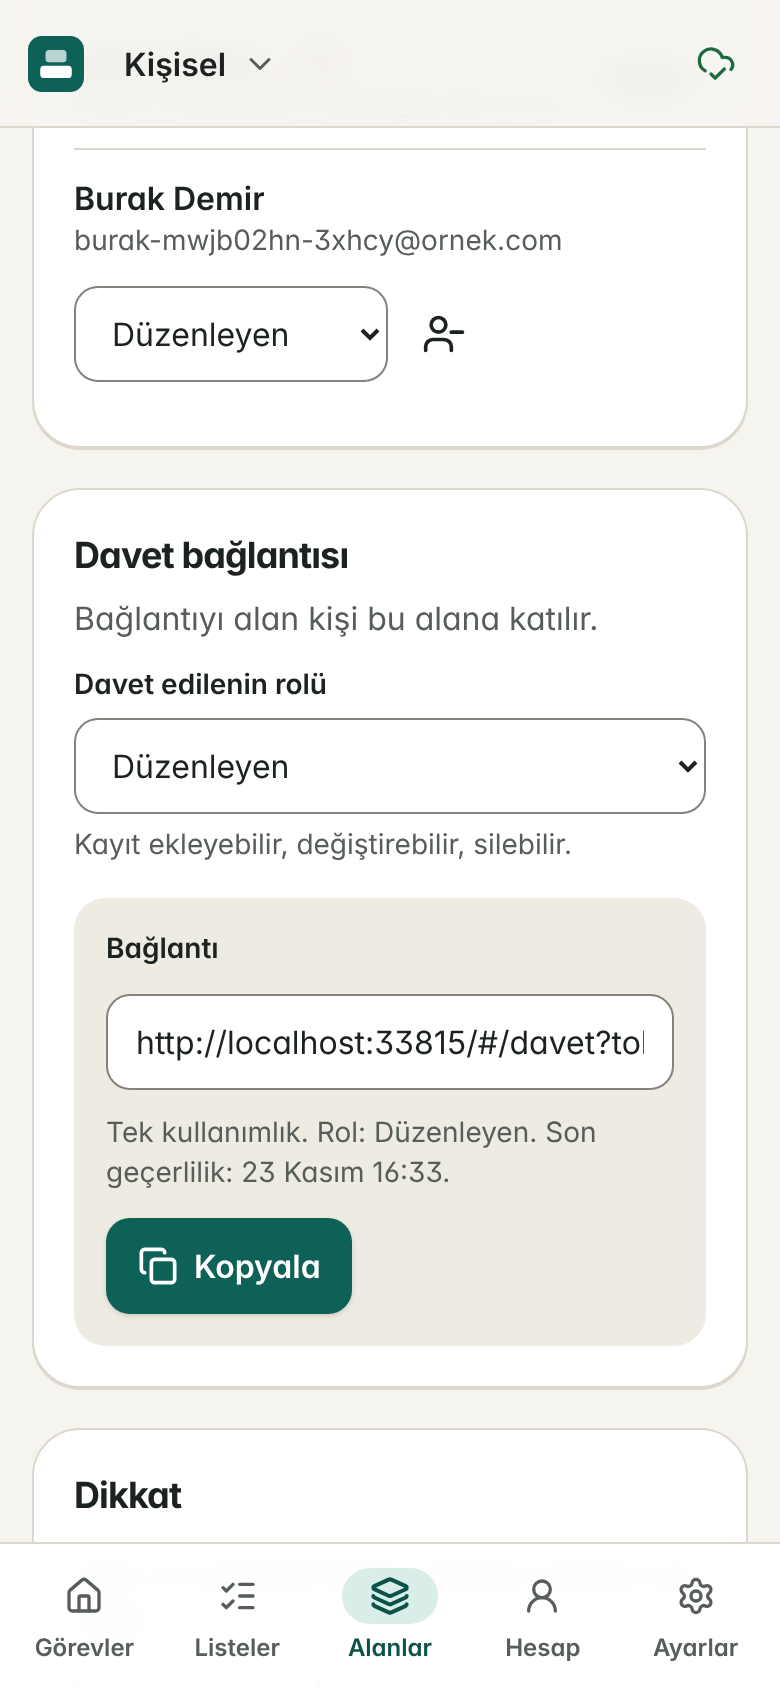 Kişisel
Burak Demir
burak-mwjb02hn-3xhcy@ornek.com
Düzenleyen
Davet bağlantısı
Bağlantıyı alan kişi bu alana katılır.
Davet edilenin rolü
Düzenleyen
Kayıt ekleyebilir, değiştirebilir, silebilir.
Bağlantı
http://localhost:33815/#/davet?to
Tek kullanımlık. Rol: Düzenleyen. Son
geçerlilik: 23 Kasım 16:33.
Kopyala
Dikkat
Görevler
Listeler
Alanlar
Hesap
Ayarlar